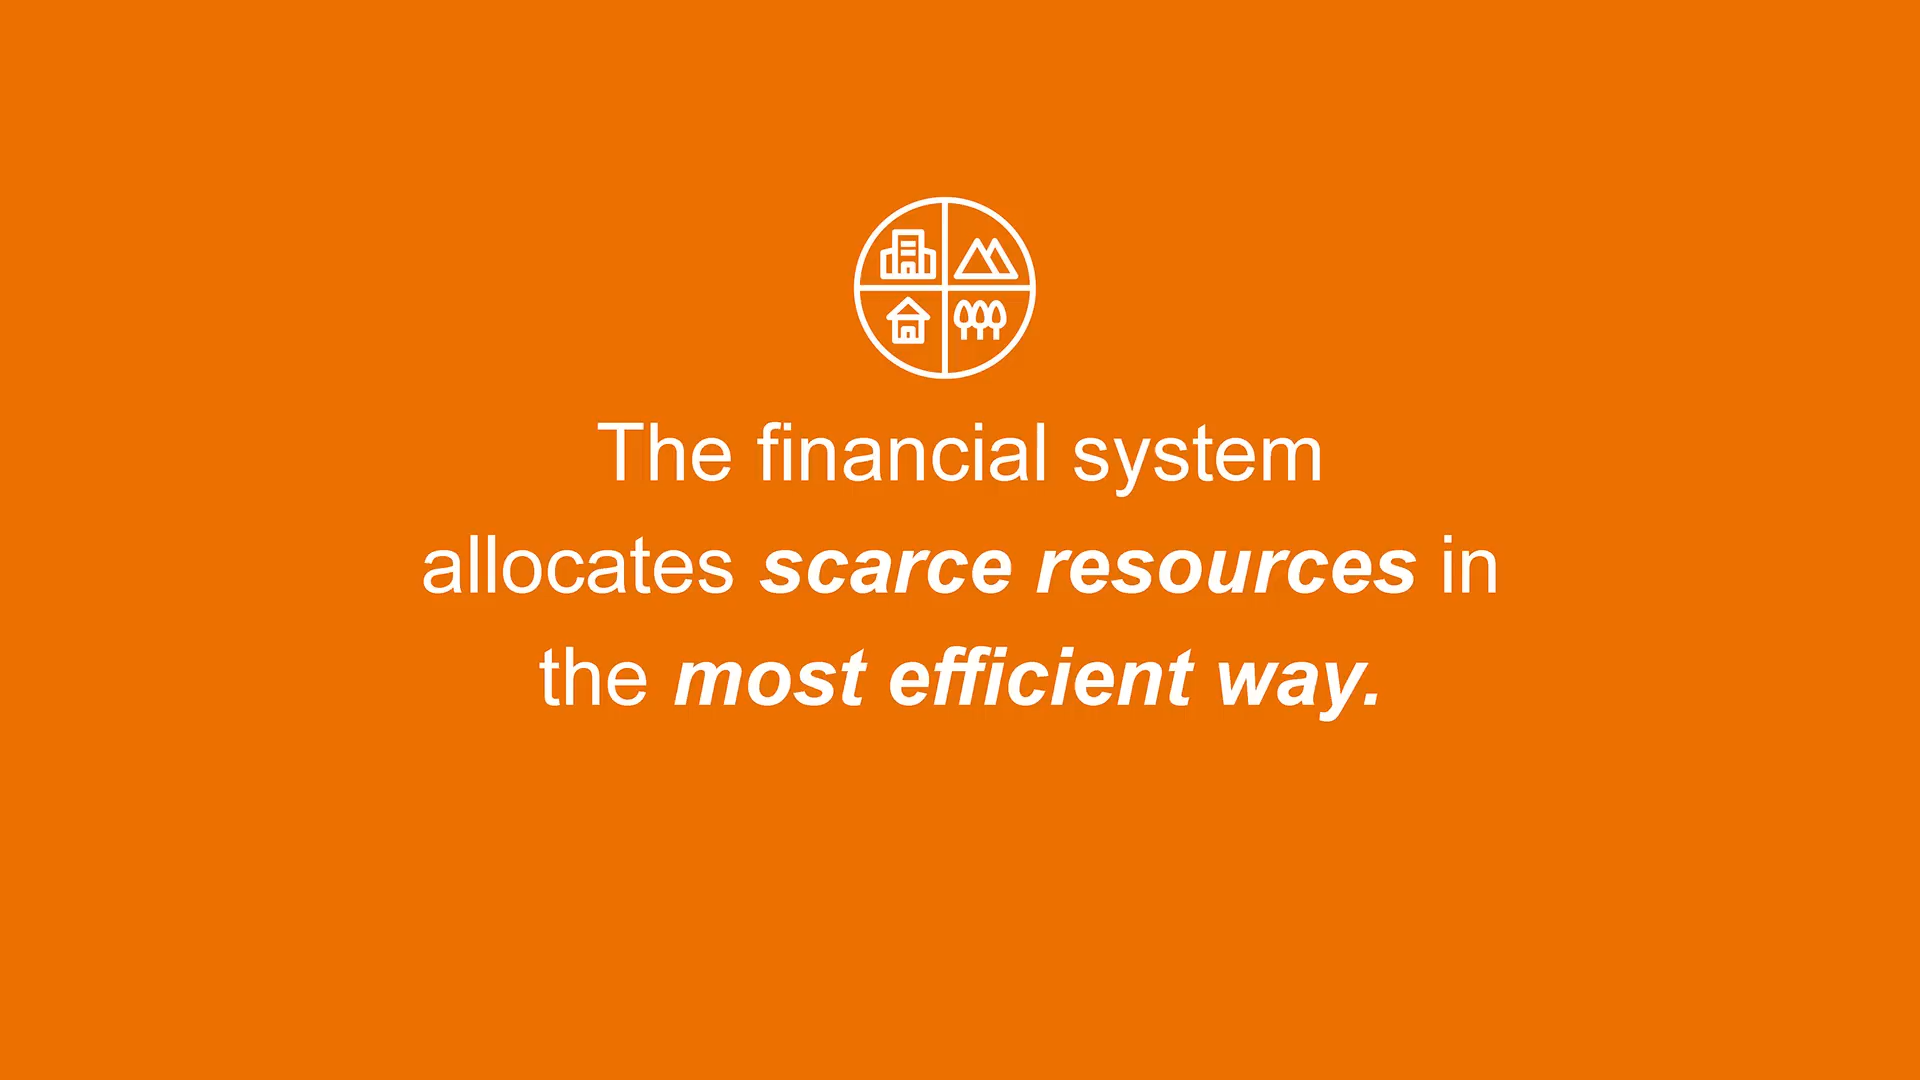 The financial system
allocates scarce resources in
the most efficient way.